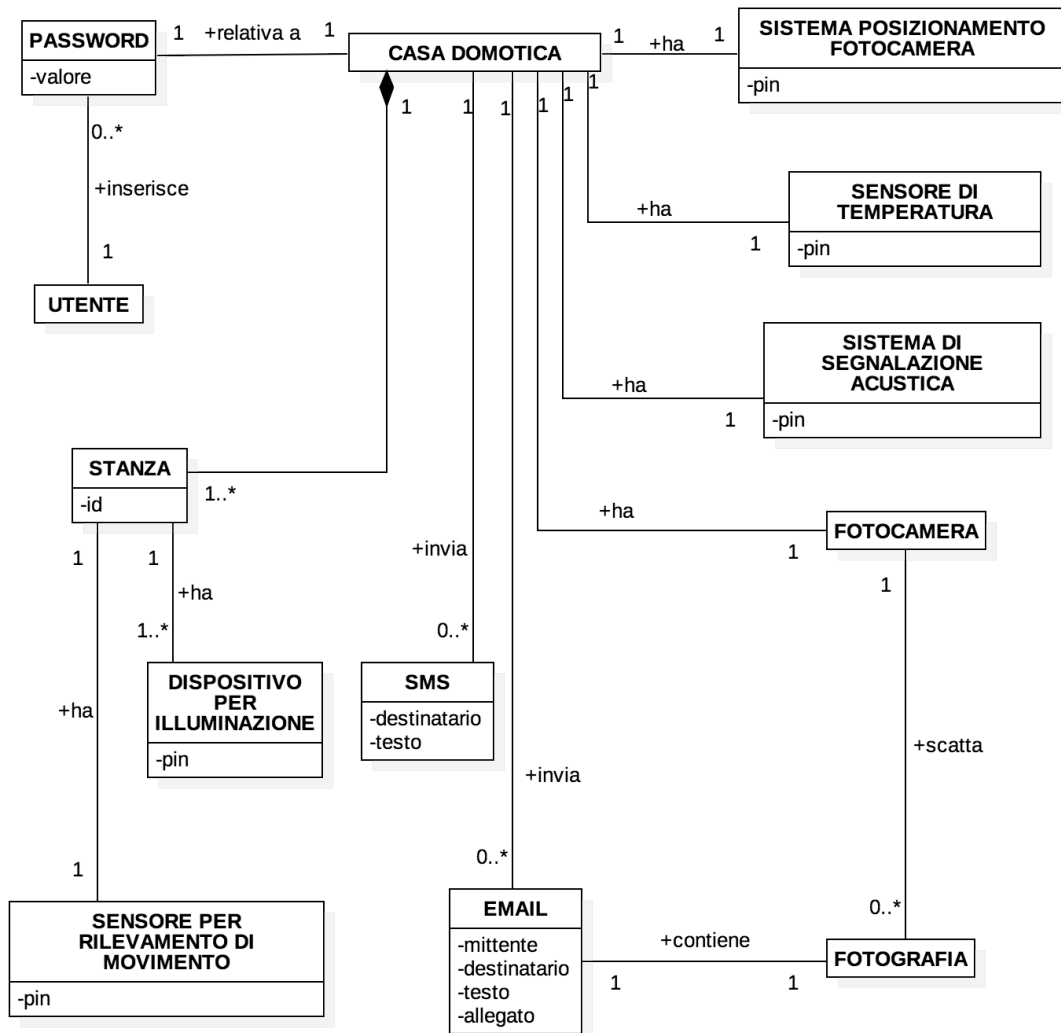 PASSWORD
-valore
1
+relativa a
1
CASA DOMOTICA
1
+ha
1
SISTEMA POSIZIONAMENTO
FOTOCAMERA
-pin
1
1
1
1
1
1
0..*
+inserisce
1
UTENTE
+ha
1
SENSORE DI
TEMPERATURA
-pin
+ha
1
SISTEMA DI
SEGNALAZIONE
ACUSTICA
-pin
STANZA
-id
1..*
1
1
+ha
1..*
DISPOSITIVO
PER
ILLUMINAZIONE
-pin
+ha
1
SENSORE PER
RILEVAMENTO DI
MOVIMENTO
-pin
+invia
0..*
SMS
-destinatario
-testo
+invia
0..*
EMAIL
-mittente
-destinatario
-testo
-allegato
+ha
1
FOTOCAMERA
1
+scatta
0..*
FOTOGRAFIA
+contiene
1
1